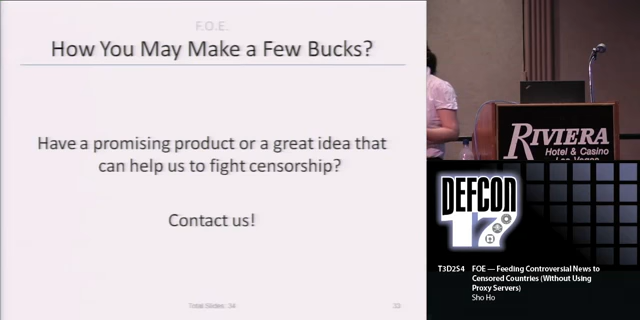 F.O.E.
How You May Make a Few Bucks?
Have a promising product or a great idea that
can help us to fight censorship?
Contact us!
Total Slides: 34
33
RIVIERA
Hotel & Casino
Las Vegas
DEFCON
17
T3D2S4 FOE — Feeding Controversial News to
Censored Countries (Without Using
Proxy Servers)
Sho Ho